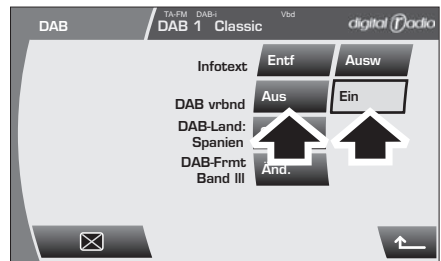 DAB
TA-FM DAB-i Vbd
DAB 1 Classic
digital radio
Infotext Entf Ausw
DAB vrbnd Aus Ein
DAB-Land:
Spanien
DAB-Frmt
Band III Änd.